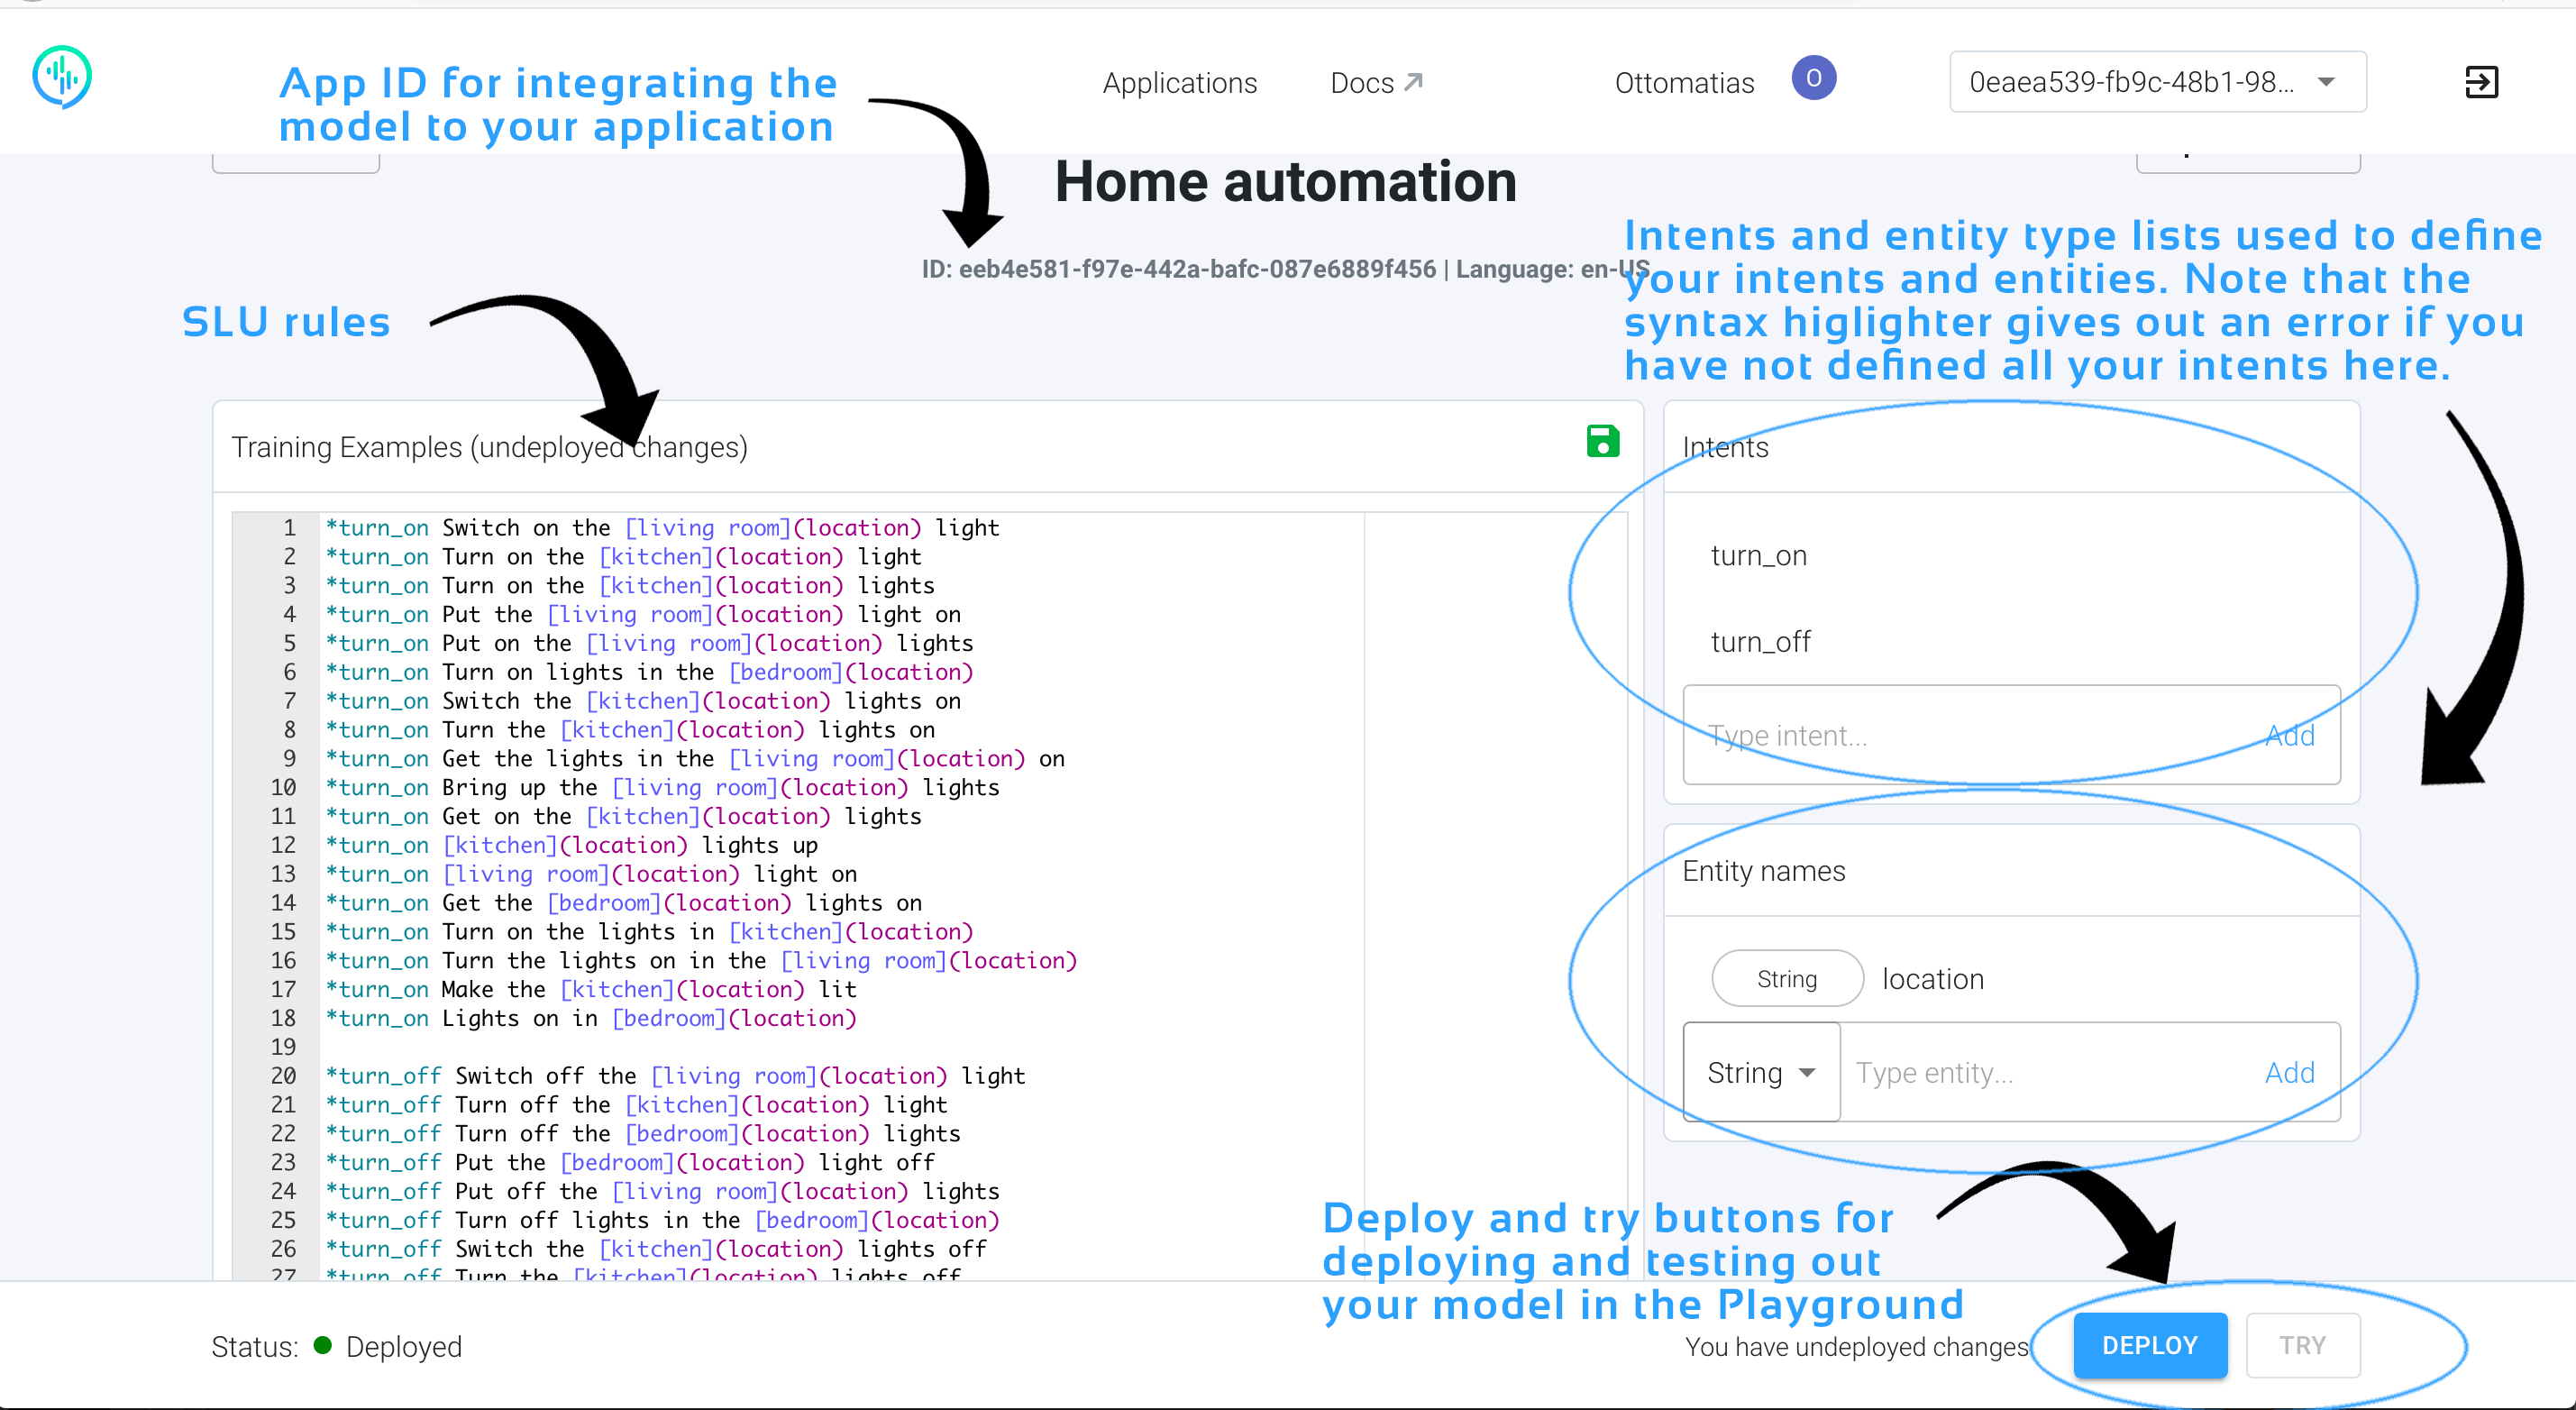 App ID for integrating the
model to your application
Applications
Docs
Ottomatias
O
0eaea539-fb9c-48b1-98...
Home automation
ID: eeb4e581-f97e-442a-bafc-087e6889f456 | Language: en-US
SLU rules
Intents and entity type lists used to define
your intents and entities. Note that the
syntax higlighter gives out an error if you
have not defined all your intents here.
Training Examples (undeployed changes)
1 *turn_on Switch on the [living room](location) light
2 *turn_on Turn on the [kitchen](location) light
3 *turn_on Turn on the [kitchen](location) lights
4 *turn_on Put the [living room](location) light on
5 *turn_on Put on the [living room](location) lights
6 *turn_on Turn on lights in the [bedroom](location)
7 *turn_on Switch the [kitchen](location) lights on
8 *turn_on Turn the [kitchen](location) lights on
9 *turn_on Get the lights in the [living room](location) on
10 *turn_on Bring up the [living room](location) lights
11 *turn_on Get on the [kitchen](location) lights
12 *turn_on [kitchen](location) lights up
13 *turn_on [living room](location) light on
14 *turn_on Get the [bedroom](location) lights on
15 *turn_on Turn on the lights in [kitchen](location)
16 *turn_on Turn the lights on in the [living room](location)
17 *turn_on Make the [kitchen](location) lit
18 *turn_on Lights on in [bedroom](location)
19
20 *turn_off Switch off the [living room](location) light
21 *turn_off Turn off the [kitchen](location) light
22 *turn_off Turn off the [bedroom](location) lights
23 *turn_off Put the [bedroom](location) light off
24 *turn_off Put off the [living room](location) lights
25 *turn_off Turn off lights in the [bedroom](location)
26 *turn_off Switch the [kitchen](location) lights off
27 *turn_off Turn the [kitchen](location) lights off
Intents
turn_on
turn_off
Type intent...
Add
Entity names
String
location
String
Type entity...
Add
Deploy and try buttons for
deploying and testing out
your model in the Playground
Status:
Deployed
You have undeployed changes
DEPLOY
TRY